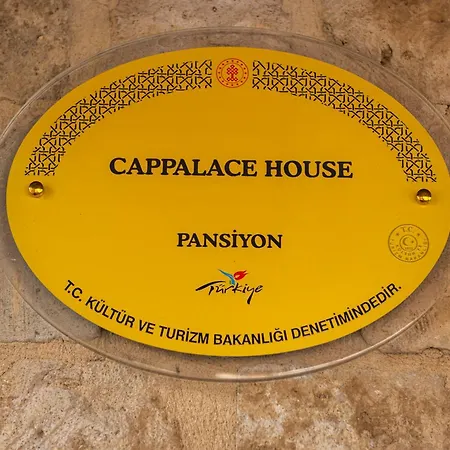 CAPPALACE HOUSE
PANSİYON
Türkiye
T.C. KÜLTÜR VE TURİZM BAKANLIĞI DENETİMİNDEDİR.